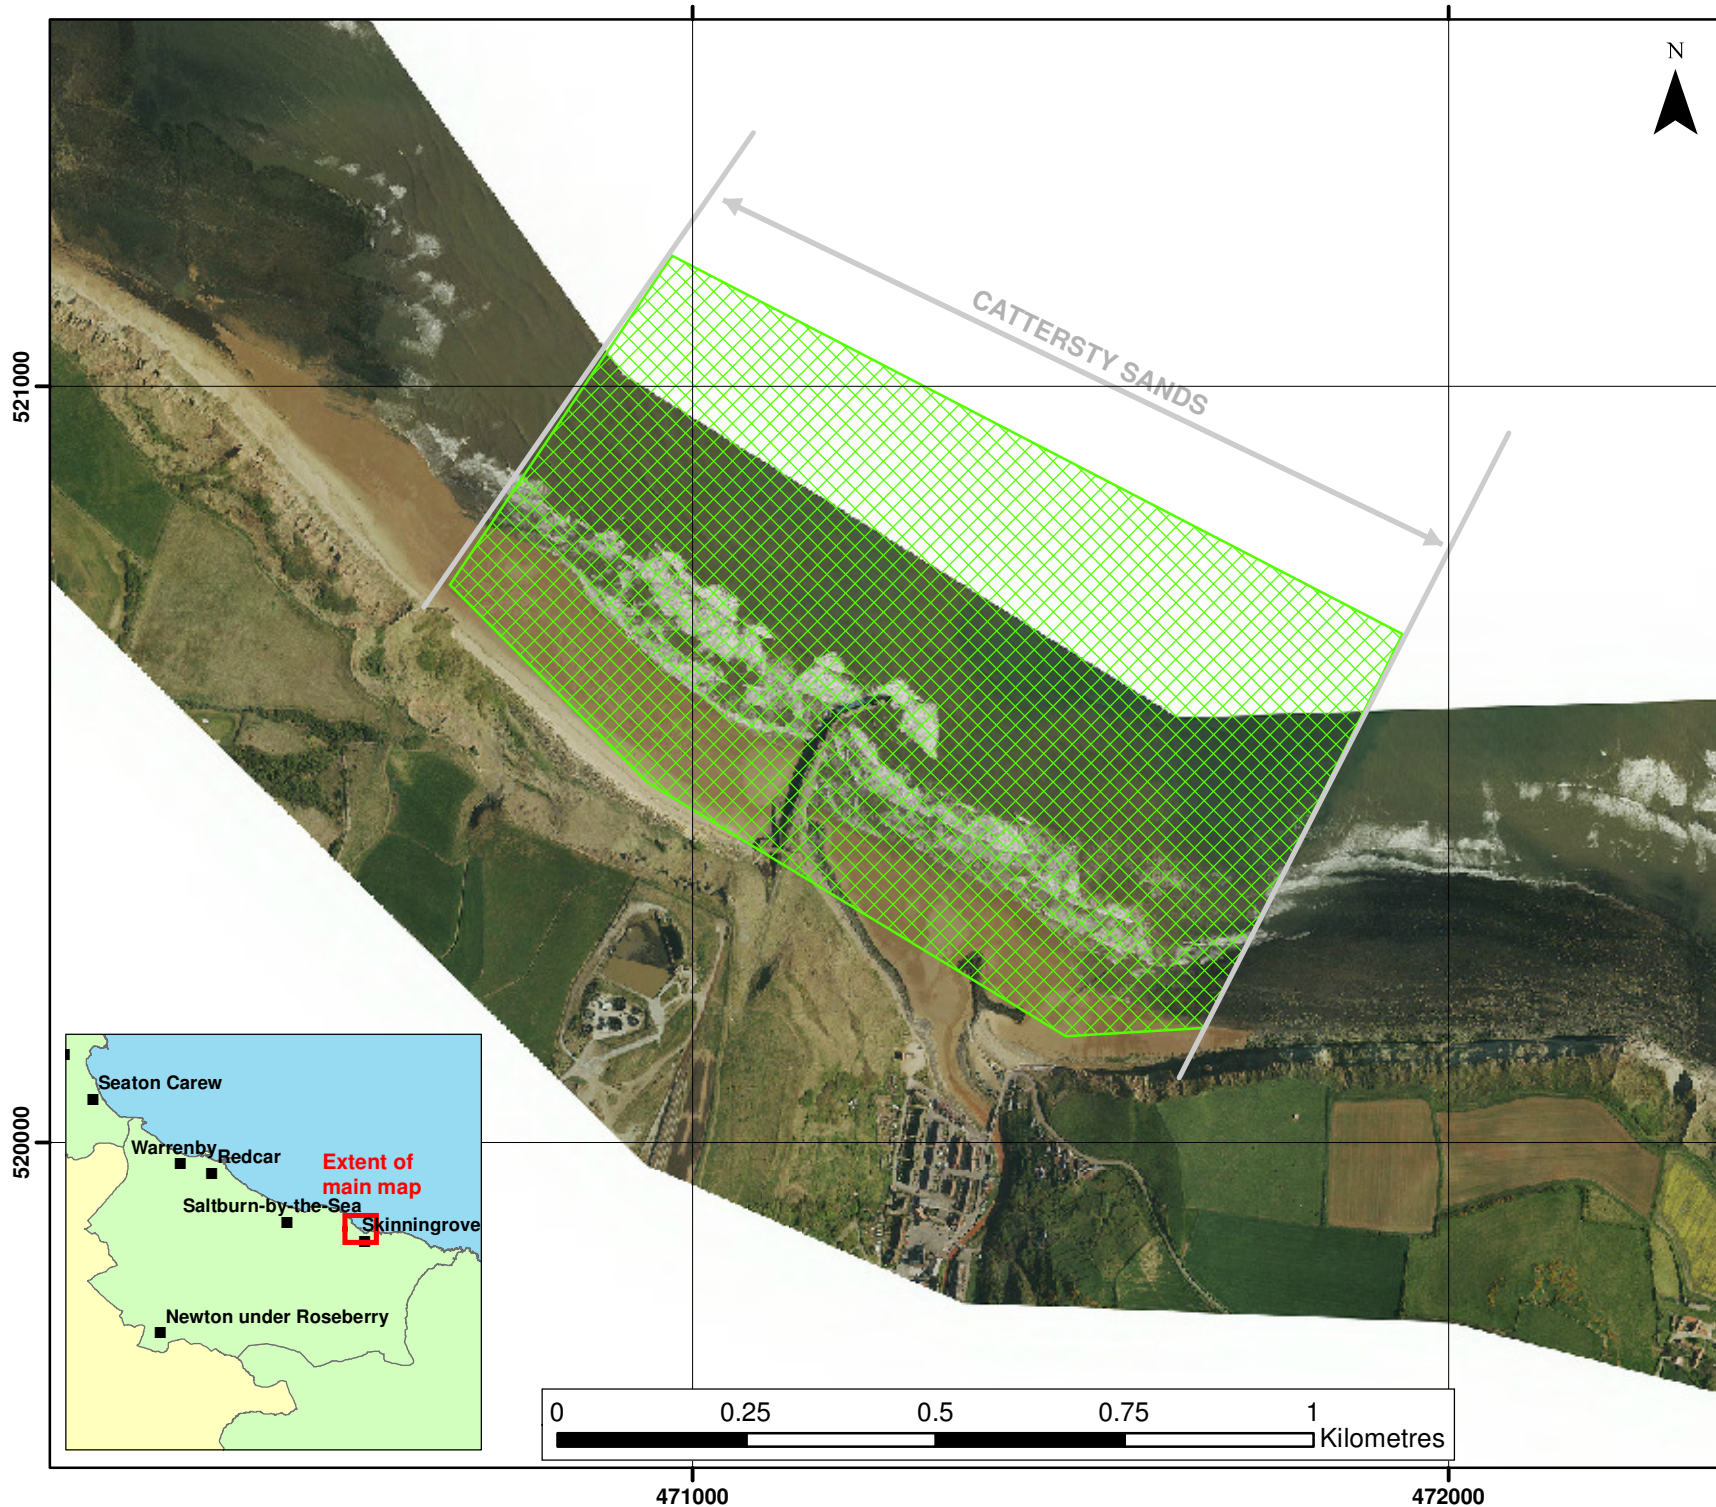 N
CATTERSTY SANDS
521000
520000
Seaton Carew
Warrenby
Redcar
Extent of
main map
Saltburn-by-the-Sea
Skinningrove
Newton under Roseberry
0 0.25 0.5 0.75 1
Kilometres
471000 472000